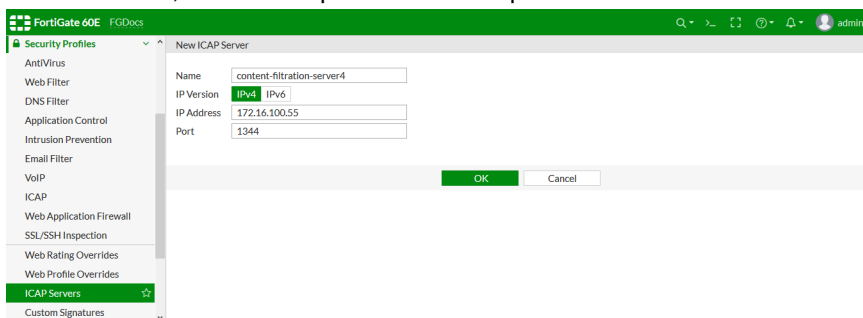 FortiGate 60E FGDocs
admin
Security Profiles
New ICAP Server
AntiVirus
Web Filter
DNS Filter
Application Control
Intrusion Prevention
Email Filter
VoIP
ICAP
Web Application Firewall
SSL/SSH Inspection
Web Rating Overrides
Web Profile Overrides
ICAP Servers
Custom Signatures
Name content-filtration-server4
IP Version IPv4 IPv6
IP Address 172.16.100.55
Port 1344
OK Cancel